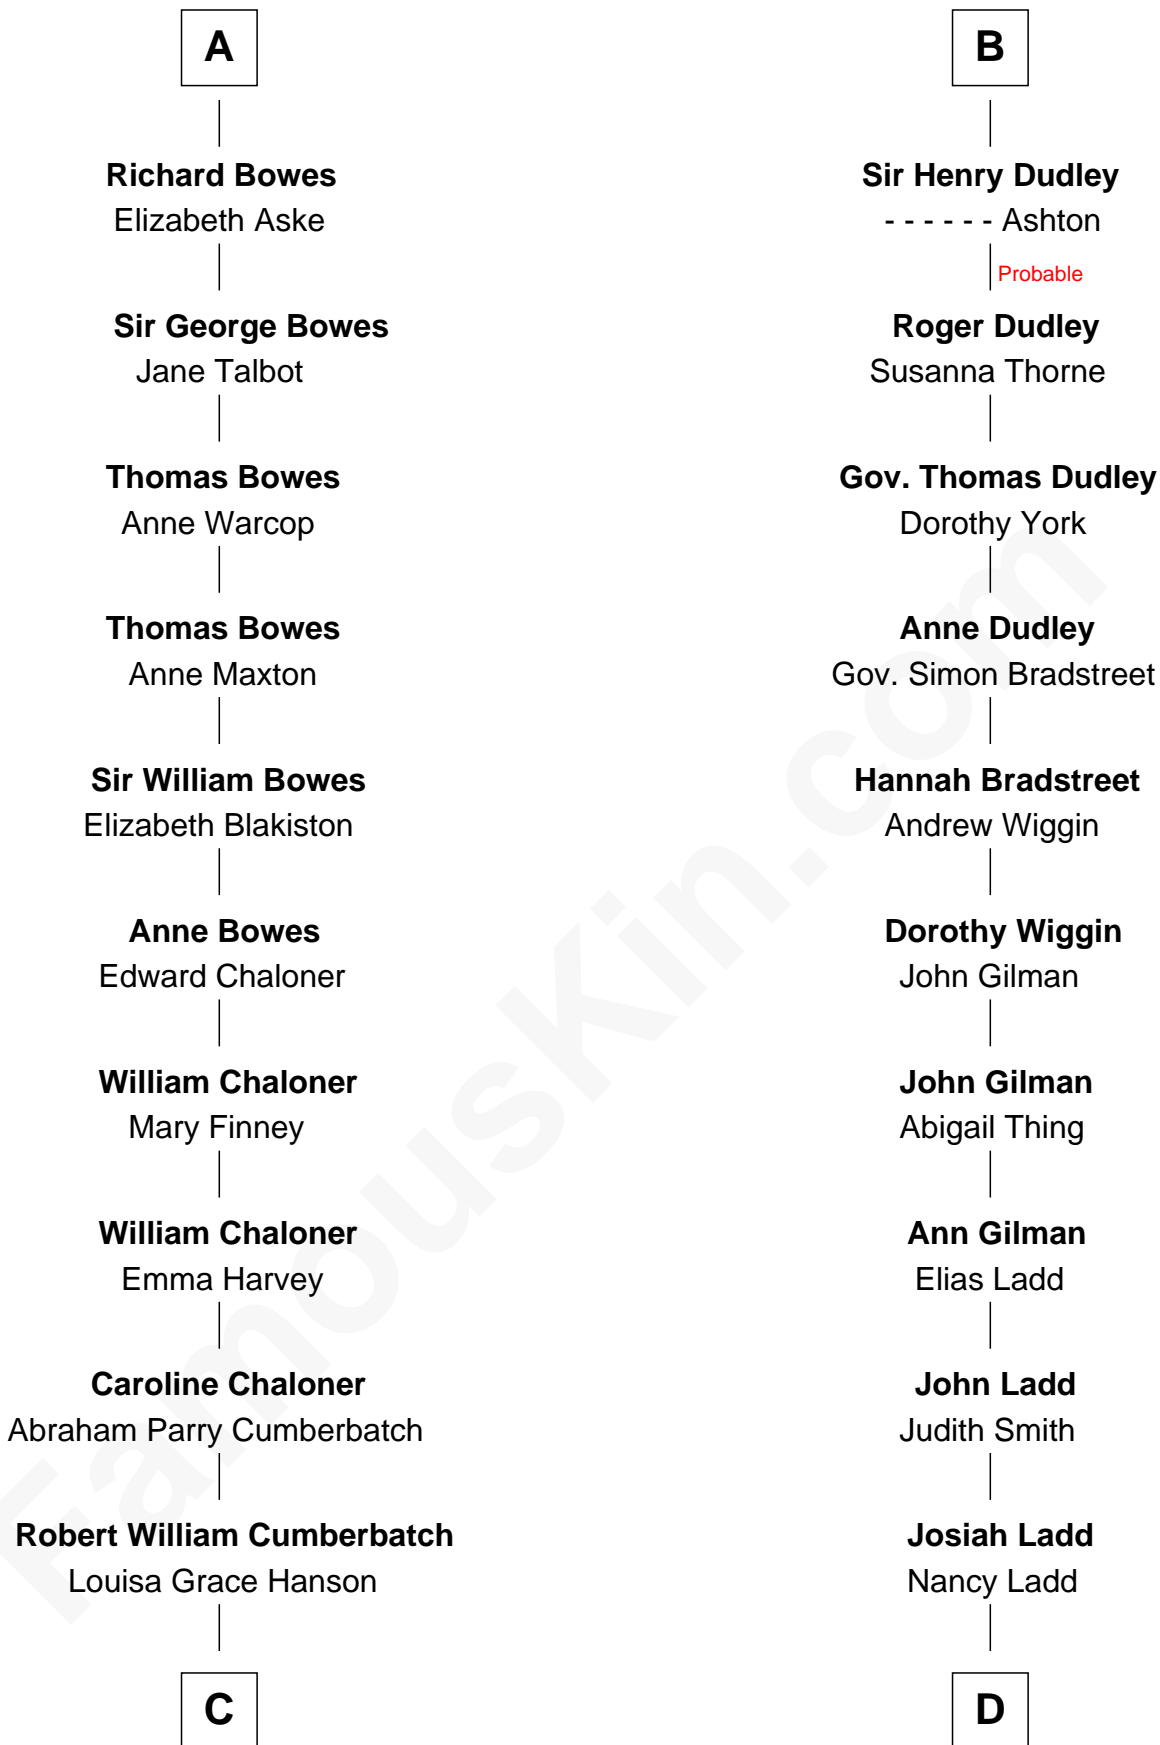 A
Richard Bowes
Elizabeth Aske
Sir George Bowes
Jane Talbot
Thomas Bowes
Anne Warcop
Thomas Bowes
Anne Maxton
Sir William Bowes
Elizabeth Blakiston
Anne Bowes
Edward Chaloner
William Chaloner
Mary Finney
William Chaloner
Emma Harvey
Caroline Chaloner
Abraham Parry Cumberbatch
Robert William Cumberbatch
Louisa Grace Hanson
C
B
Sir Henry Dudley
- - - - - - Ashton
Probable
Roger Dudley
Susanna Thorne
Gov. Thomas Dudley
Dorothy York
Anne Dudley
Gov. Simon Bradstreet
Hannah Bradstreet
Andrew Wiggin
Dorothy Wiggin
John Gilman
John Gilman
Abigail Thing
Ann Gilman
Elias Ladd
John Ladd
Judith Smith
Josiah Ladd
Nancy Ladd
D
FamousKin.com